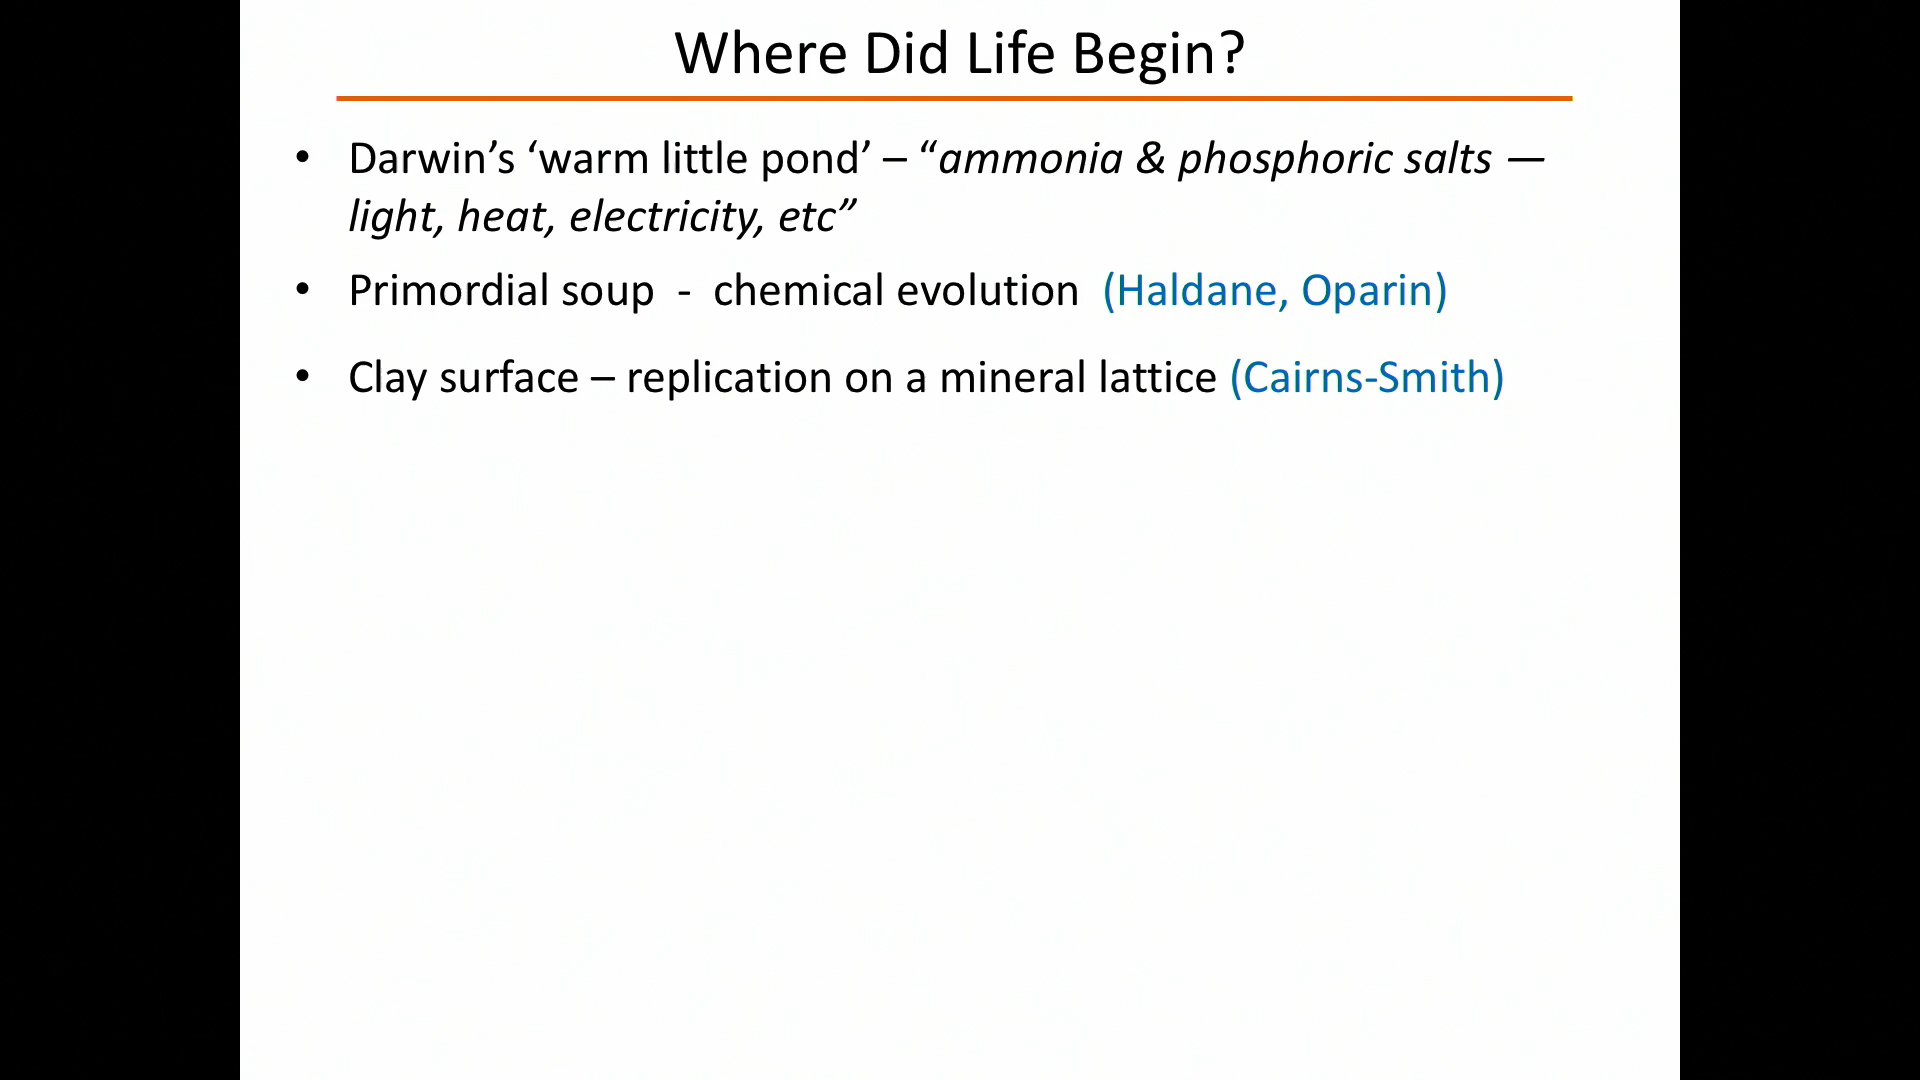 Where Did Life Begin?
• Darwin’s ‘warm little pond’ – “ammonia & phosphoric salts —
light, heat, electricity, etc”
• Primordial soup - chemical evolution (Haldane, Oparin)
• Clay surface – replication on a mineral lattice (Cairns-Smith)